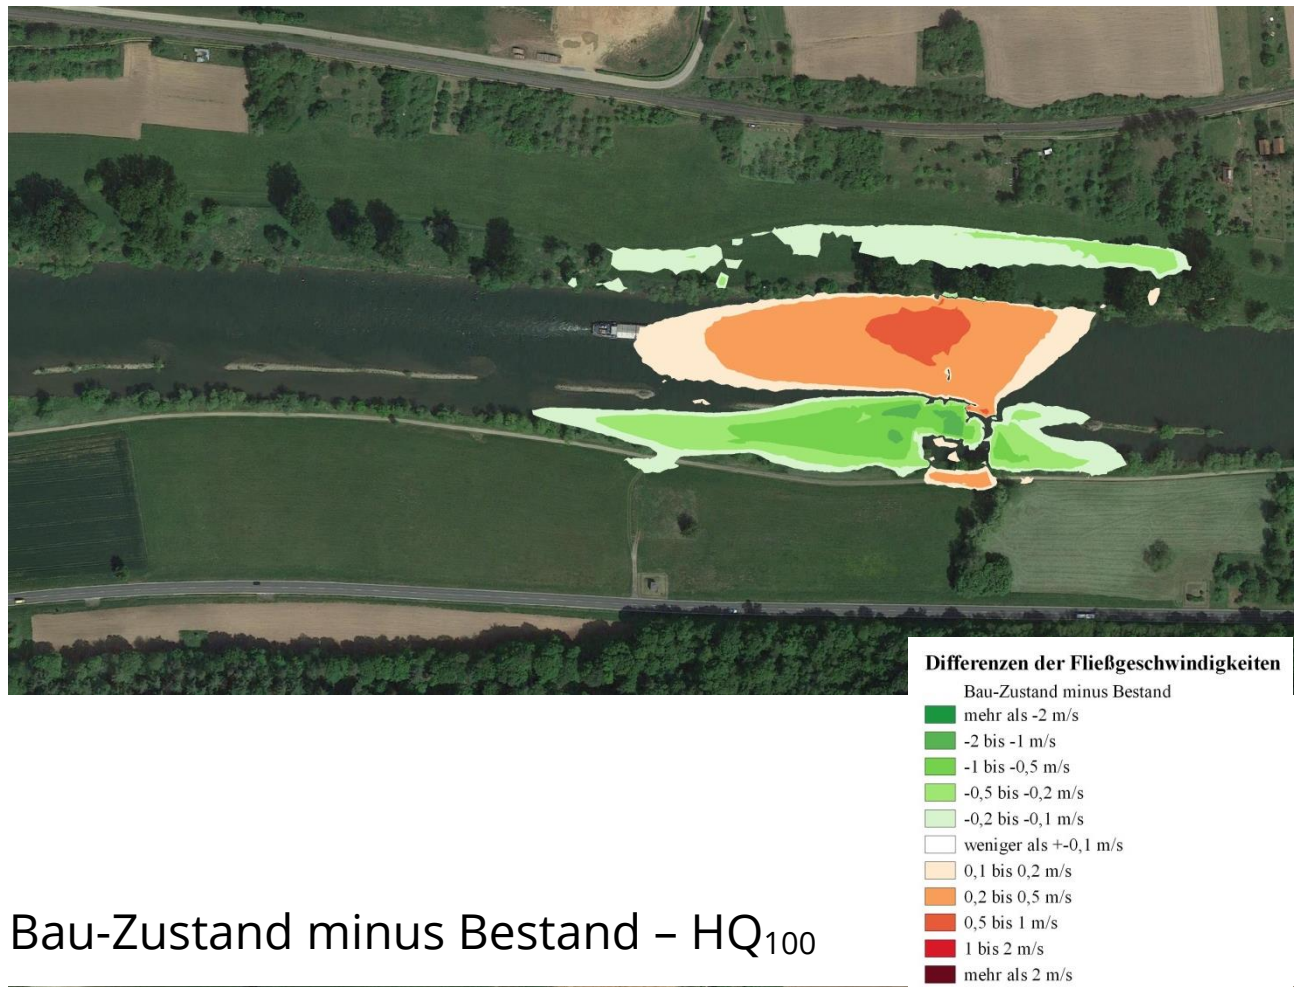 Differenzen der Fließgeschwindigkeiten
Bau-Zustand minus Bestand
mehr als -2 m/s
-2 bis -1 m/s
-1 bis -0,5 m/s
-0,5 bis -0,2 m/s
-0,2 bis -0,1 m/s
weniger als +-0,1 m/s
0,1 bis 0,2 m/s
0,2 bis 0,5 m/s
0,5 bis 1 m/s
1 bis 2 m/s
mehr als 2 m/s
Bau-Zustand minus Bestand – HQ₁₀₀